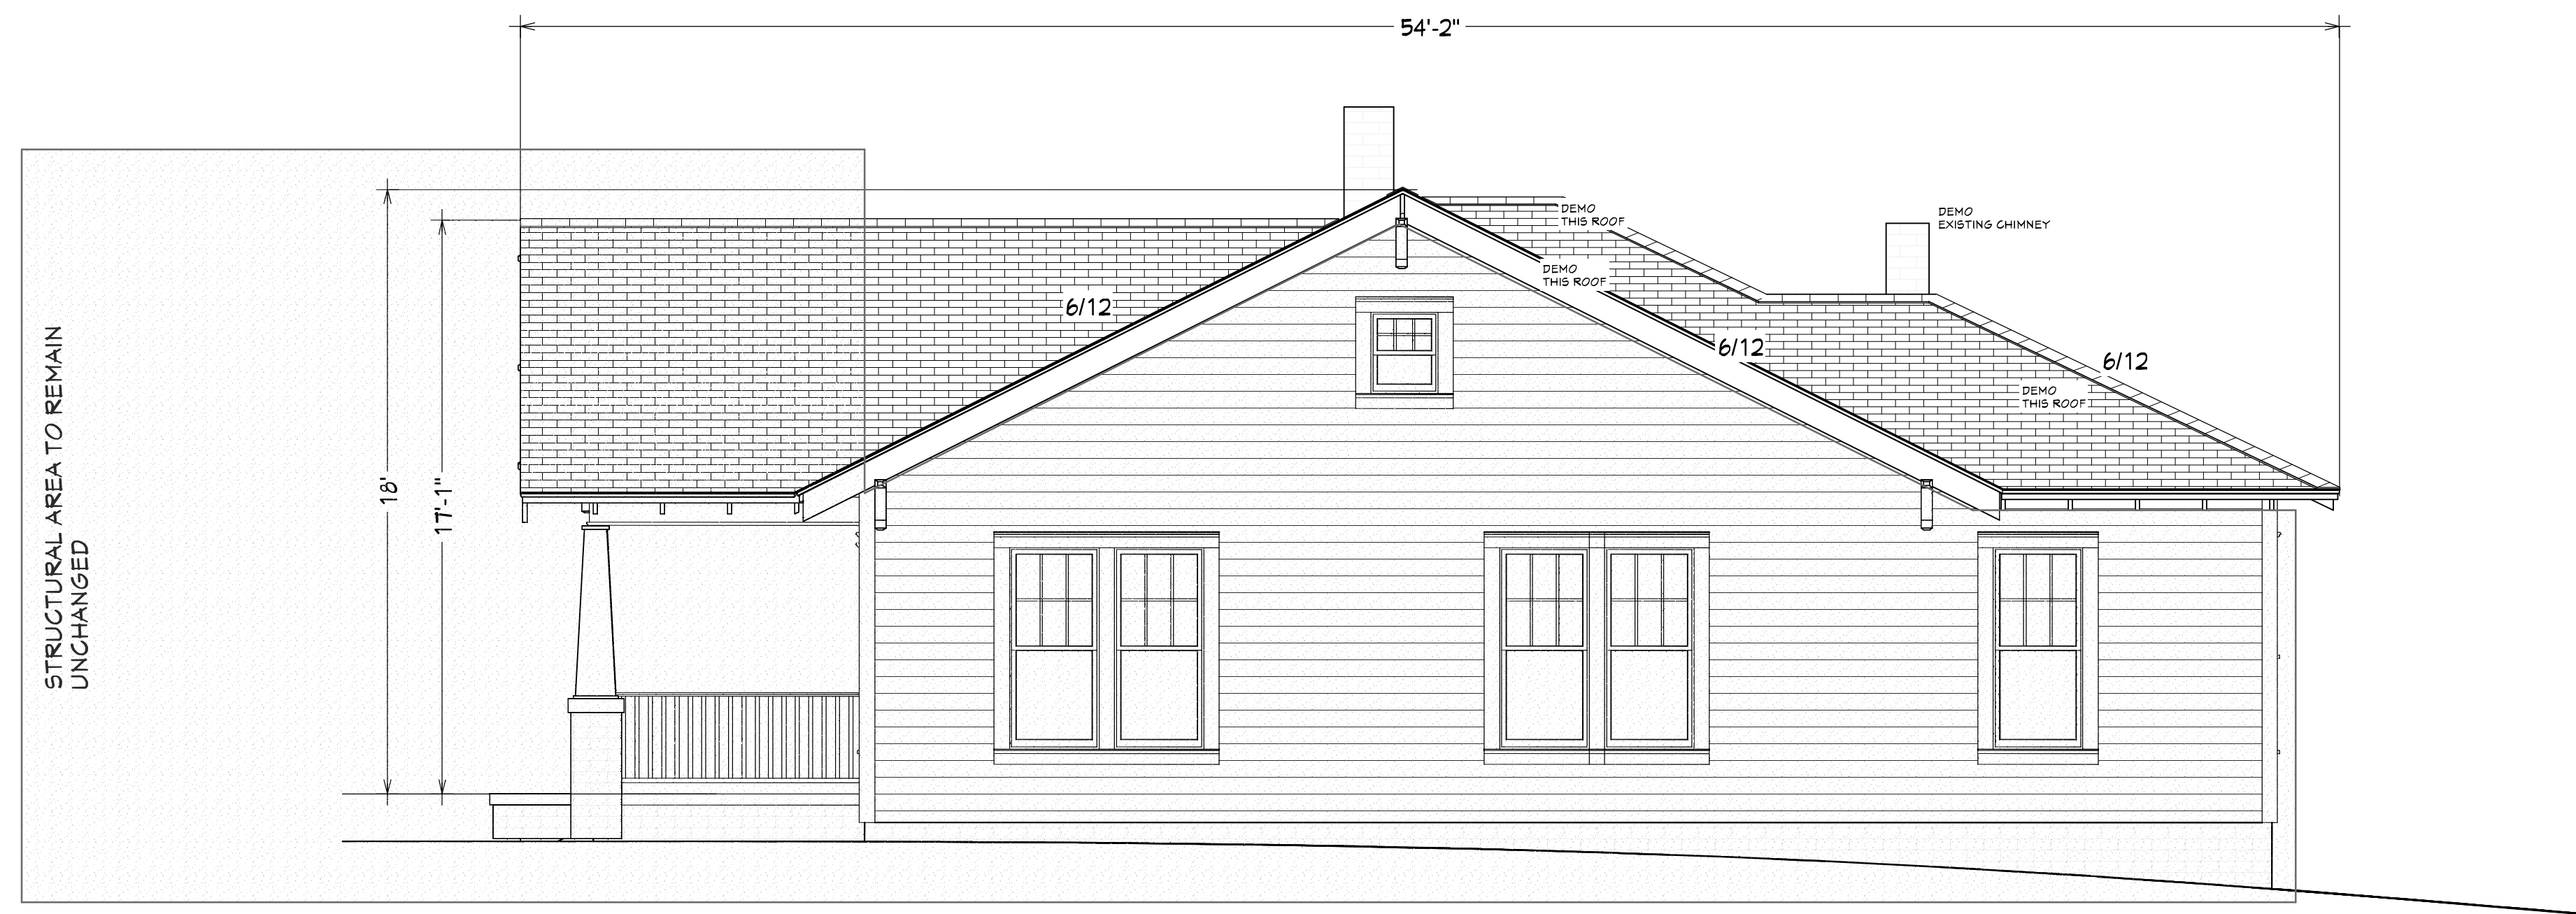 54'-2"
DEMO
THIS ROOF
DEMO
EXISTING CHIMNEY
DEMO
THIS ROOF
6/12
6/12
6/12
DEMO
THIS ROOF
STRUCTURAL AREA TO REMAIN
UNCHANGED
18'
17'-1"